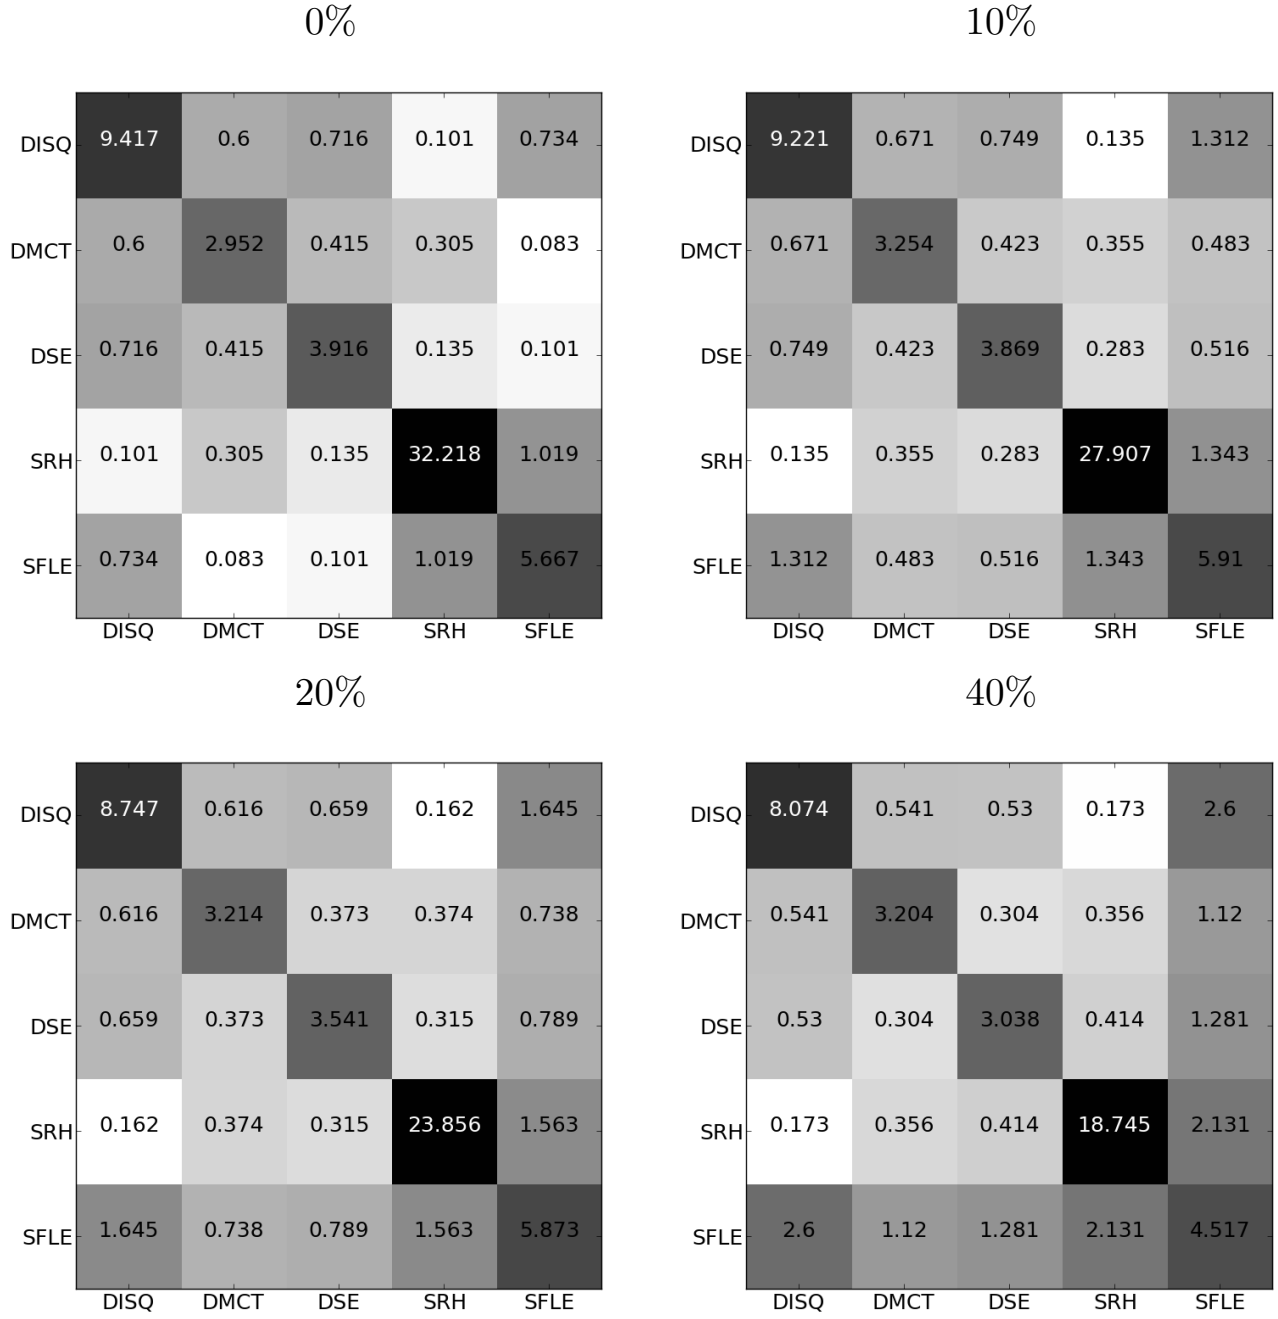 0% 10%
DISQ 9.417 0.6 0.716 0.101 0.734 DISQ 9.221 0.671 0.749 0.135 1.312
DMCT 0.6 2.952 0.415 0.305 0.083 DMCT 0.671 3.254 0.423 0.355 0.483
DSE 0.716 0.415 3.916 0.135 0.101 DSE 0.749 0.423 3.869 0.283 0.516
SRH 0.101 0.305 0.135 32.218 1.019 SRH 0.135 0.355 0.283 27.907 1.343
SFLE 0.734 0.083 0.101 1.019 5.667 SFLE 1.312 0.483 0.516 1.343 5.91
DISQ DMCT DSE SRH SFLE DISQ DMCT DSE SRH SFLE
20% 40%
DISQ 8.747 0.616 0.659 0.162 1.645 DISQ 8.074 0.541 0.53 0.173 2.6
DMCT 0.616 3.214 0.373 0.374 0.738 DMCT 0.541 3.204 0.304 0.356 1.12
DSE 0.659 0.373 3.541 0.315 0.789 DSE 0.53 0.304 3.038 0.414 1.281
SRH 0.162 0.374 0.315 23.856 1.563 SRH 0.173 0.356 0.414 18.745 2.131
SFLE 1.645 0.738 0.789 1.563 5.873 SFLE 2.6 1.12 1.281 2.131 4.517
DISQ DMCT DSE SRH SFLE DISQ DMCT DSE SRH SFLE